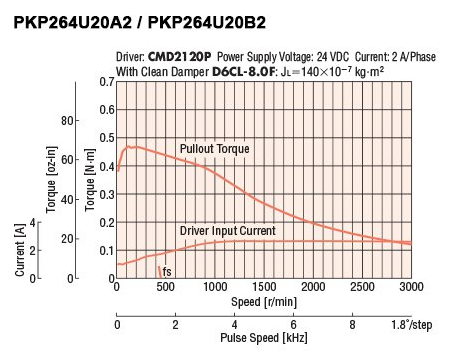 PKP264U20A2 / PKP264U20B2
Driver: CMD2120P Power Supply Voltage: 24 VDC Current: 2 A/Phase
With Clean Damper D6CL-8.0F: JL=140×10−7 kg·m2
0.7
0.6
0.5
0.4
0.3
0.2
0.1
0
Torque [N·m]
80
60
40
20
0
Torque [oz-in]
4
2
0
Current [A]
Pullout Torque
Driver Input Current
fs
0 500 1000 1500 2000 2500 3000
Speed [r/min]
0 2 4 6 8 1.8˚/step
Pulse Speed [kHz]